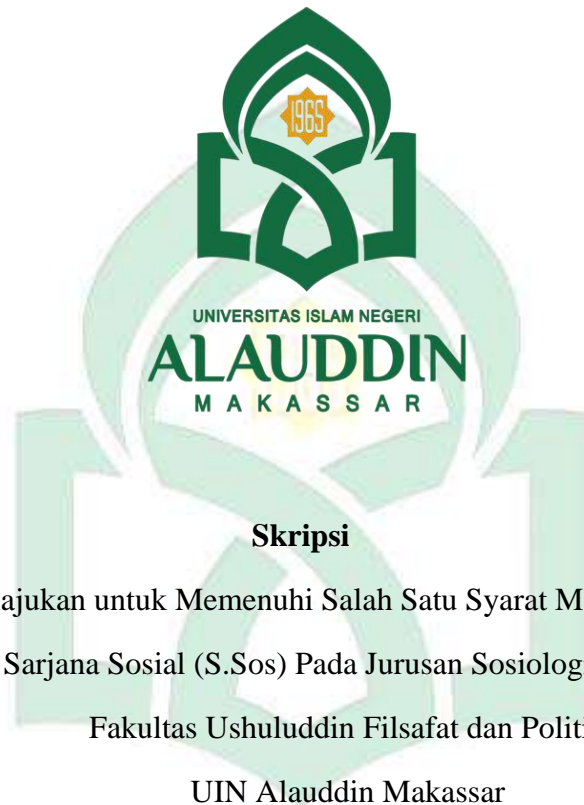 1965
UNIVERSITAS ISLAM NEGERI
ALAUDDIN
MAKASSAR
Skripsi
ajukan untuk Memenuhi Salah Satu Syarat M
Sarjana Sosial (S.Sos) Pada Jurusan Sosiolog
Fakultas Ushuluddin Filsafat dan Politi
UIN Alauddin Makassar